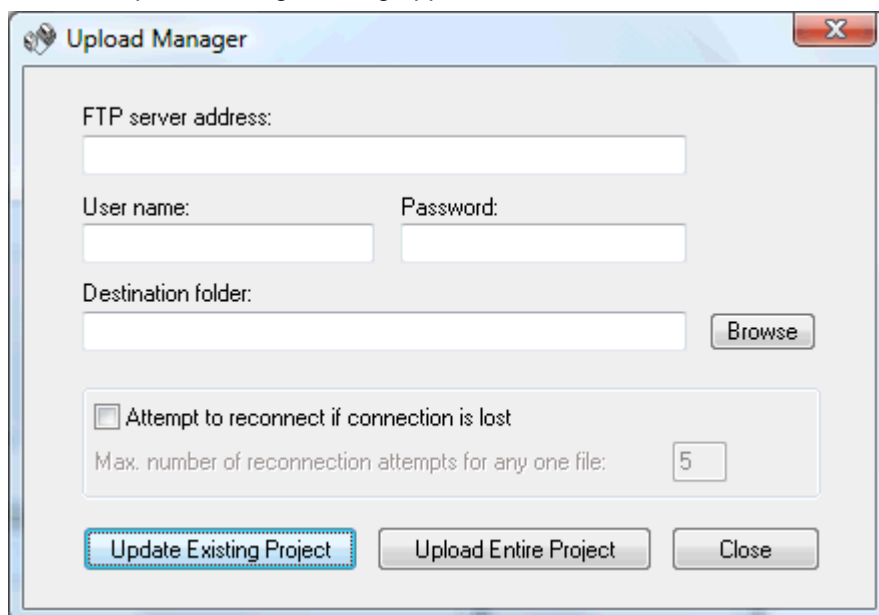 Upload Manager
FTP server address:
User name: Password:
Destination folder:
Browse
Attempt to reconnect if connection is lost
Max. number of reconnection attempts for any one file: 5
Update Existing Project Upload Entire Project Close